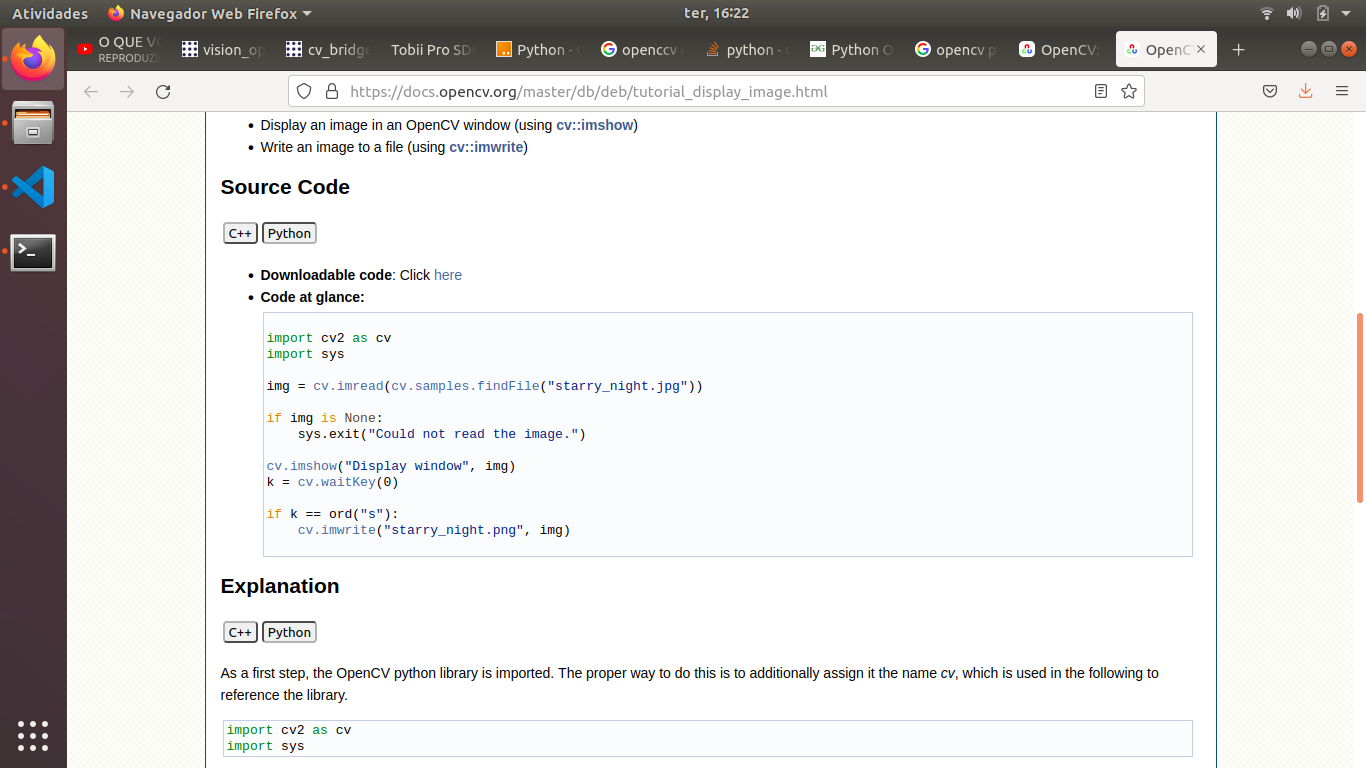 Atividades
Navegador Web Firefox
ter, 16:22
O QUE VO
REPRODUZI
vision_op
cv_bridge
Tobii Pro SD
Python -
openccv
python -
Python O
opencv p
OpenCV:
OpenC
https://docs.opencv.org/master/db/deb/tutorial_display_image.html
• Display an image in an OpenCV window (using cv::imshow)
• Write an image to a file (using cv::imwrite)
Source Code
C++ Python
• Downloadable code: Click here
• Code at glance:
import cv2 as cv
import sys
img = cv.imread(cv.samples.findFile("starry_night.jpg"))
if img is None:
    sys.exit("Could not read the image.")
cv.imshow("Display window", img)
k = cv.waitKey(0)
if k == ord("s"):
    cv.imwrite("starry_night.png", img)
Explanation
C++ Python
As a first step, the OpenCV python library is imported. The proper way to do this is to additionally assign it the name cv, which is used in the following to
reference the library.
import cv2 as cv
import sys